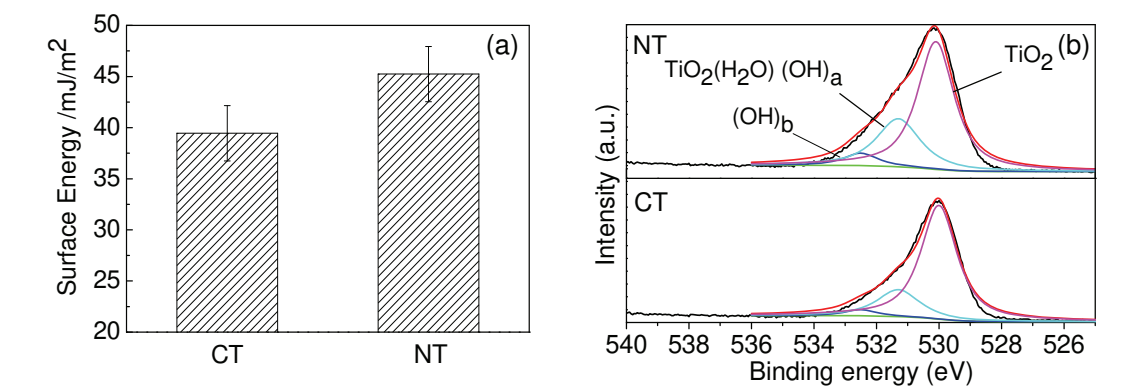 (a)
Surface Energy /mJ/m²
50
45
40
35
30
25
20
CT
NT
(b)
NT
TiO₂(H₂O) (OH)ₐ
TiO₂
(OH)b
CT
Intensity (a.u.)
540 538 536 534 532 530 528 526
Binding energy (eV)